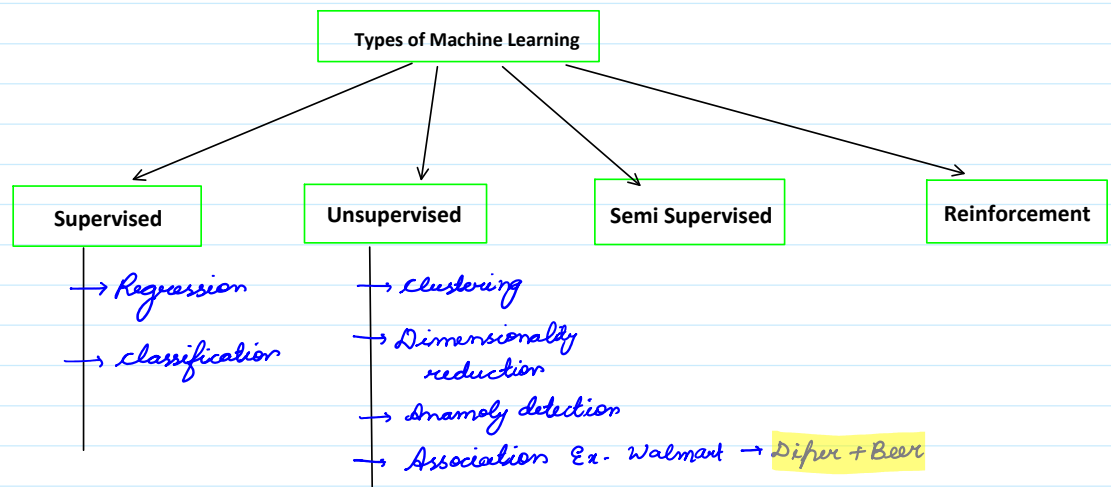 Types of Machine Learning
Supervised
Unsupervised
Semi Supervised
Reinforcement
→ Regression
→ classification
→ clustering
→ Dimensionality
reduction
→ Anamoly detection
→ Association Ex. Walmart → Difer + Beer